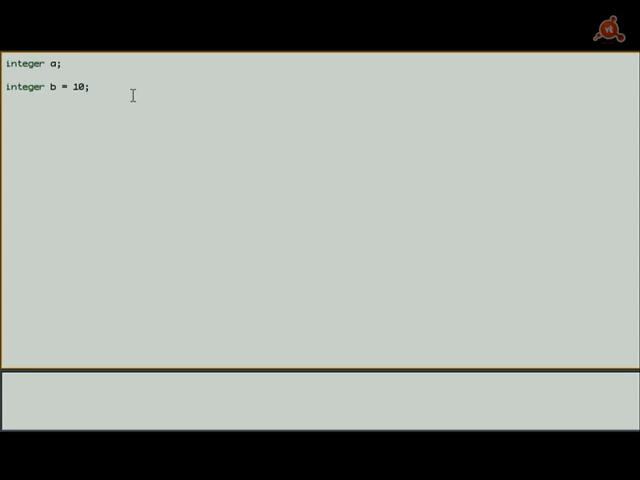 integer a;
integer b = 10;